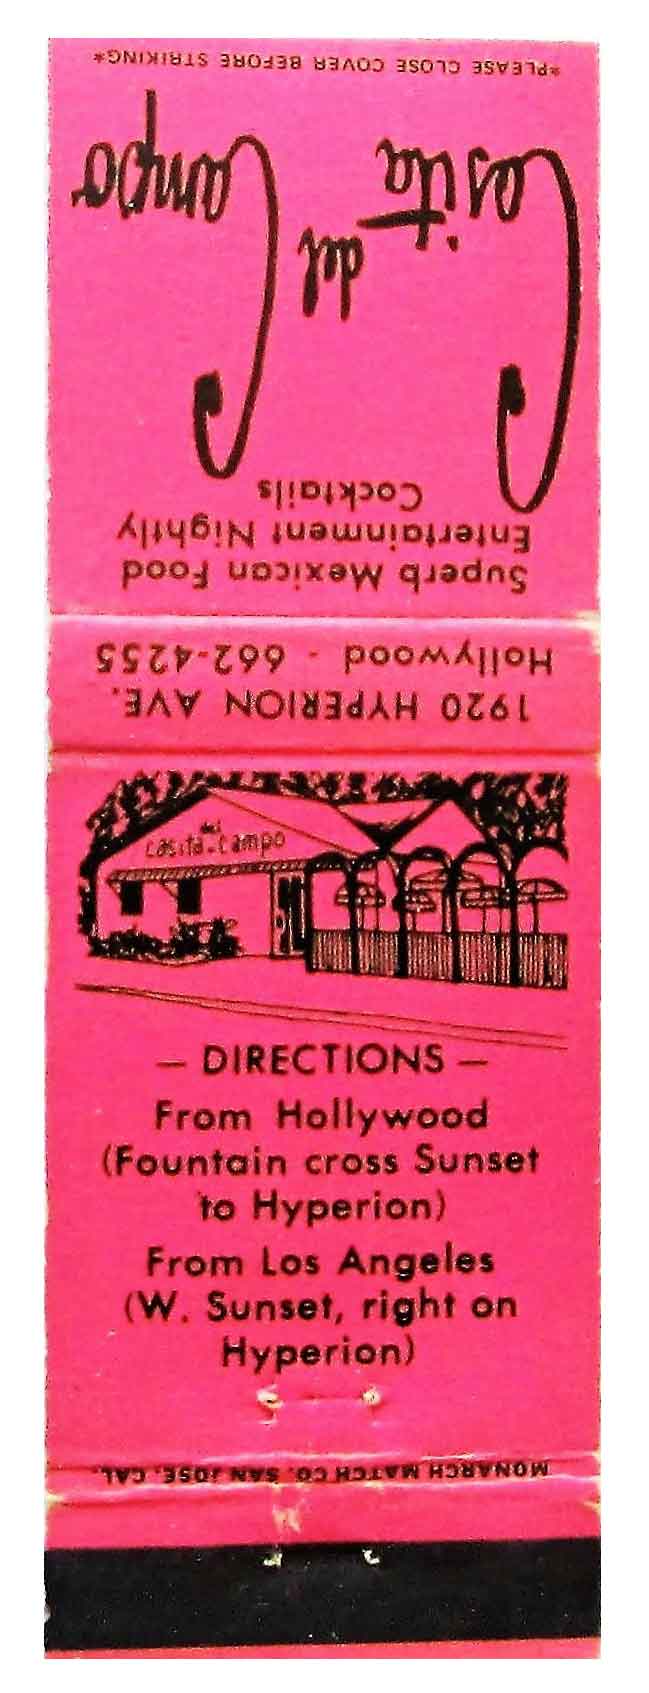 *PLEASE CLOSE COVER BEFORE STRIKING*
Casita
del
Campo
Cocktails
Entertainment Nightly
Superb Mexican Food
Hollywood - 662-4255
1920 HYPERION AVE.
casita del campo
— DIRECTIONS —
From Hollywood
(Fountain cross Sunset
to Hyperion)
From Los Angeles
(W. Sunset, right on
Hyperion)
MONARCH MATCH CO. SAN JOSE, CAL.